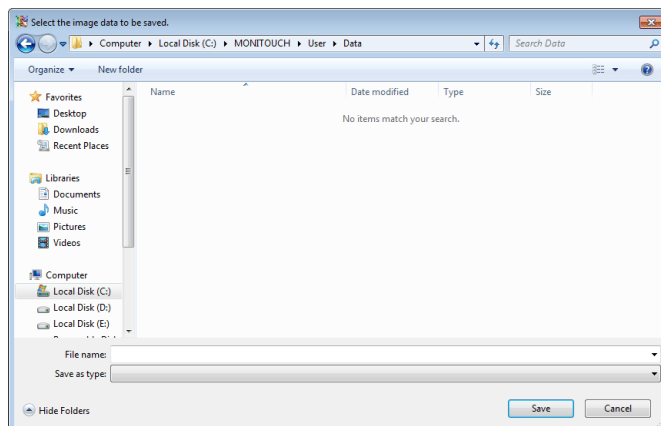 Select the image data to be saved.
Computer ▸ Local Disk (C:) ▸ MONITOUCH ▸ User ▸ Data
Search Data
Organize New folder
Favorites
Desktop
Downloads
Recent Places
Libraries
Documents
Music
Pictures
Videos
Computer
Local Disk (C:)
Local Disk (D:)
Local Disk (E:)
Name Date modified Type Size
No items match your search.
File name:
Save as type:
Hide Folders
Save Cancel